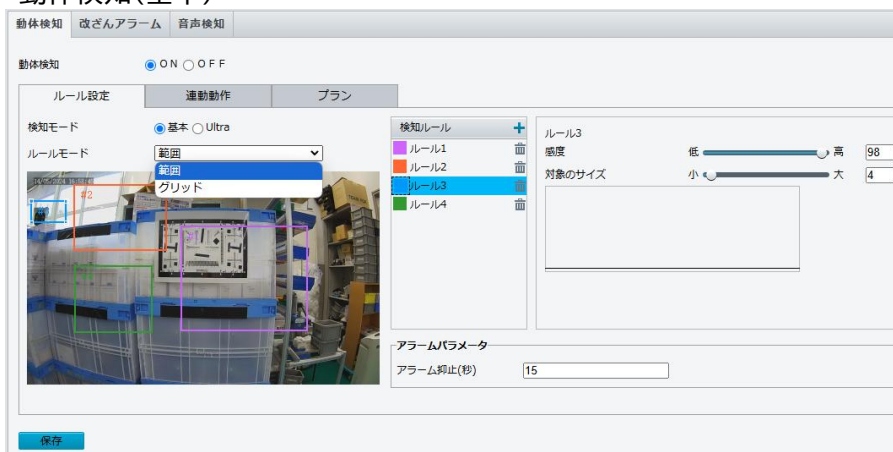 動体検知 改ざんアラーム 音声検知
動体検知 ON OFF
ルール設定 連動動作 プラン
検知モード 基本 Ultra
ルールモード 範囲
範囲
グリッド
#2
検知ルール +
ルール1
ルール2
ルール3
ルール4
ルール3
感度 低 高 98
対象のサイズ 小 大 4
アラームパラメータ
アラーム抑止(秒) 15
保存